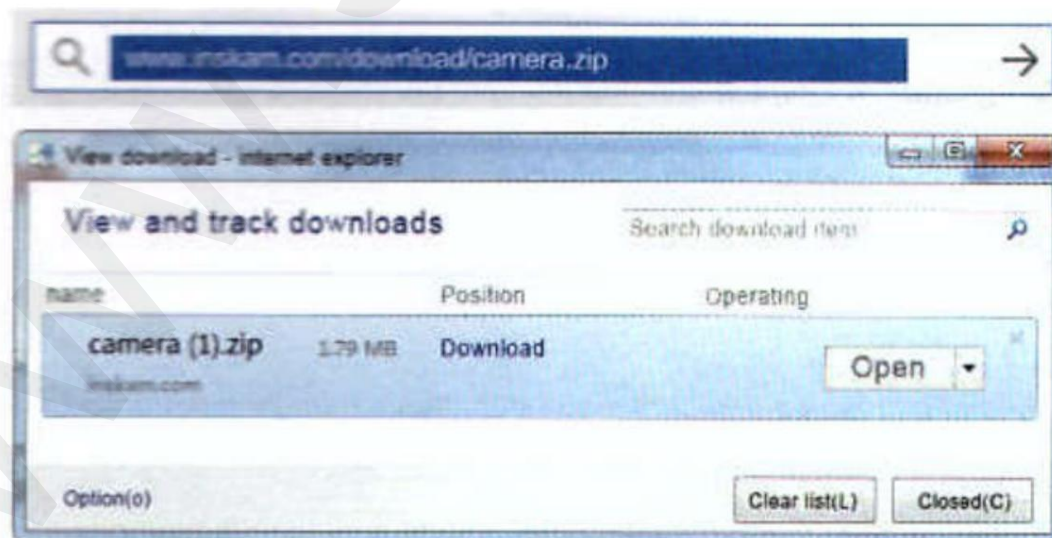 www.inskam.com/download/camera.zip
View download - internet explorer
View and track downloads
Search download item
name Position Operating
camera (1).zip 1.79 MB Download Open
inskam.com
Option(o) Clear list(L) Closed(C)